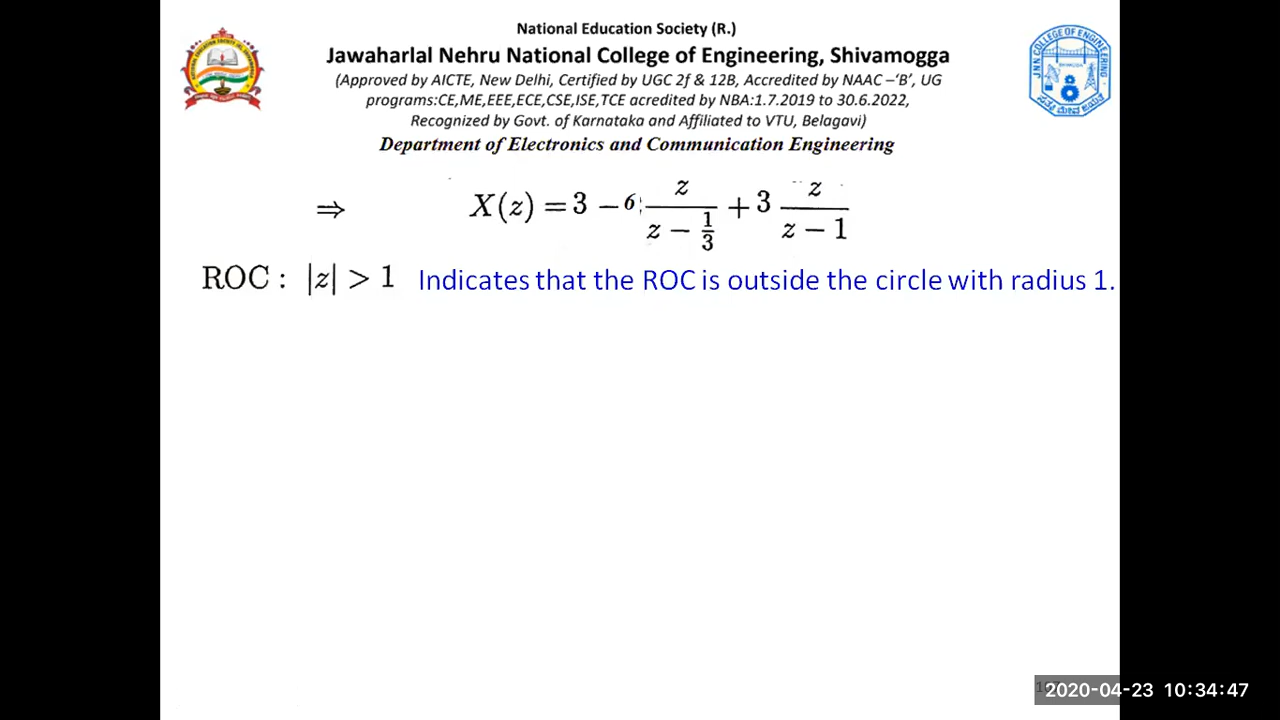 National Education Society (R.)
Jawaharlal Nehru National College of Engineering, Shivamogga
(Approved by AICTE, New Delhi, Certified by UGC 2f & 12B, Accredited by NAAC –‘B’, UG
programs:CE,ME,EEE,ECE,CSE,ISE,TCE acredited by NBA:1.7.2019 to 30.6.2022,
Recognized by Govt. of Karnataka and Affiliated to VTU, Belagavi)
Department of Electronics and Communication Engineering
JNN COLLEGE OF ENGINEERING
⇒ X(z) = 3 − 6 z/(z − 1/3) + 3 z/(z − 1)
ROC : |z| > 1 Indicates that the ROC is outside the circle with radius 1.
2020-04-23 10:34:47